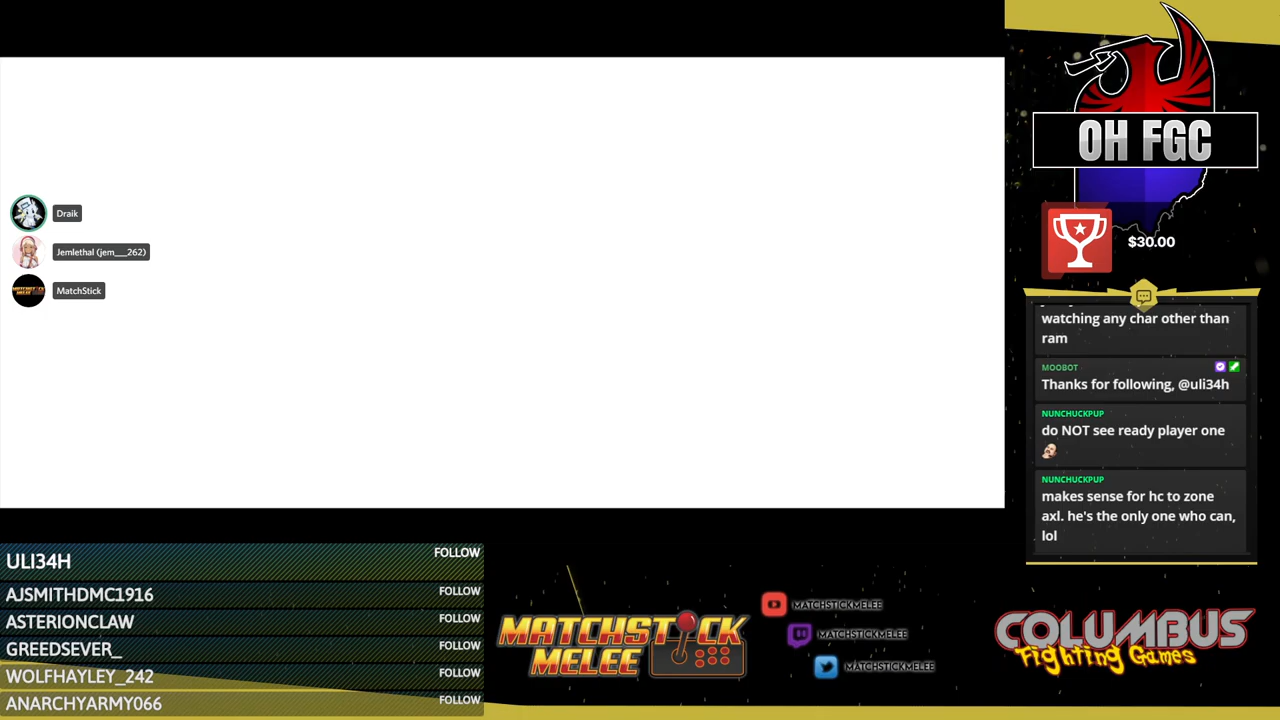 OH FGC
$30.00
Draik
Jemlethal (jem___262)
MatchStick
watching any char other than
ram
MOOBOT
Thanks for following, @uli34h
NUNCHUCKPUP
do NOT see ready player one
NUNCHUCKPUP
makes sense for hc to zone
axl. he's the only one who can,
lol
ULI34H FOLLOW
AJSMITHDMC1916 FOLLOW
ASTERIONCLAW FOLLOW
GREEDSEVER_ FOLLOW
WOLFHAYLEY_242 FOLLOW
ANARCHYARMY066 FOLLOW
MATCHSTICK
MELEE
MATCHSTICKMELEE
MATCHSTICKMELEE
MATCHSTICKMELEE
COLUMBUS
Fighting Games